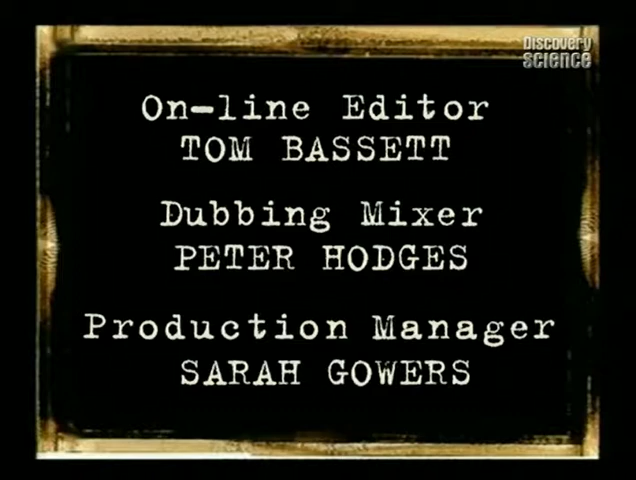 Discovery
SCIENCE
On-line Editor
TOM BASSETT
Dubbing Mixer
PETER HODGES
Production Manager
SARAH GOWERS